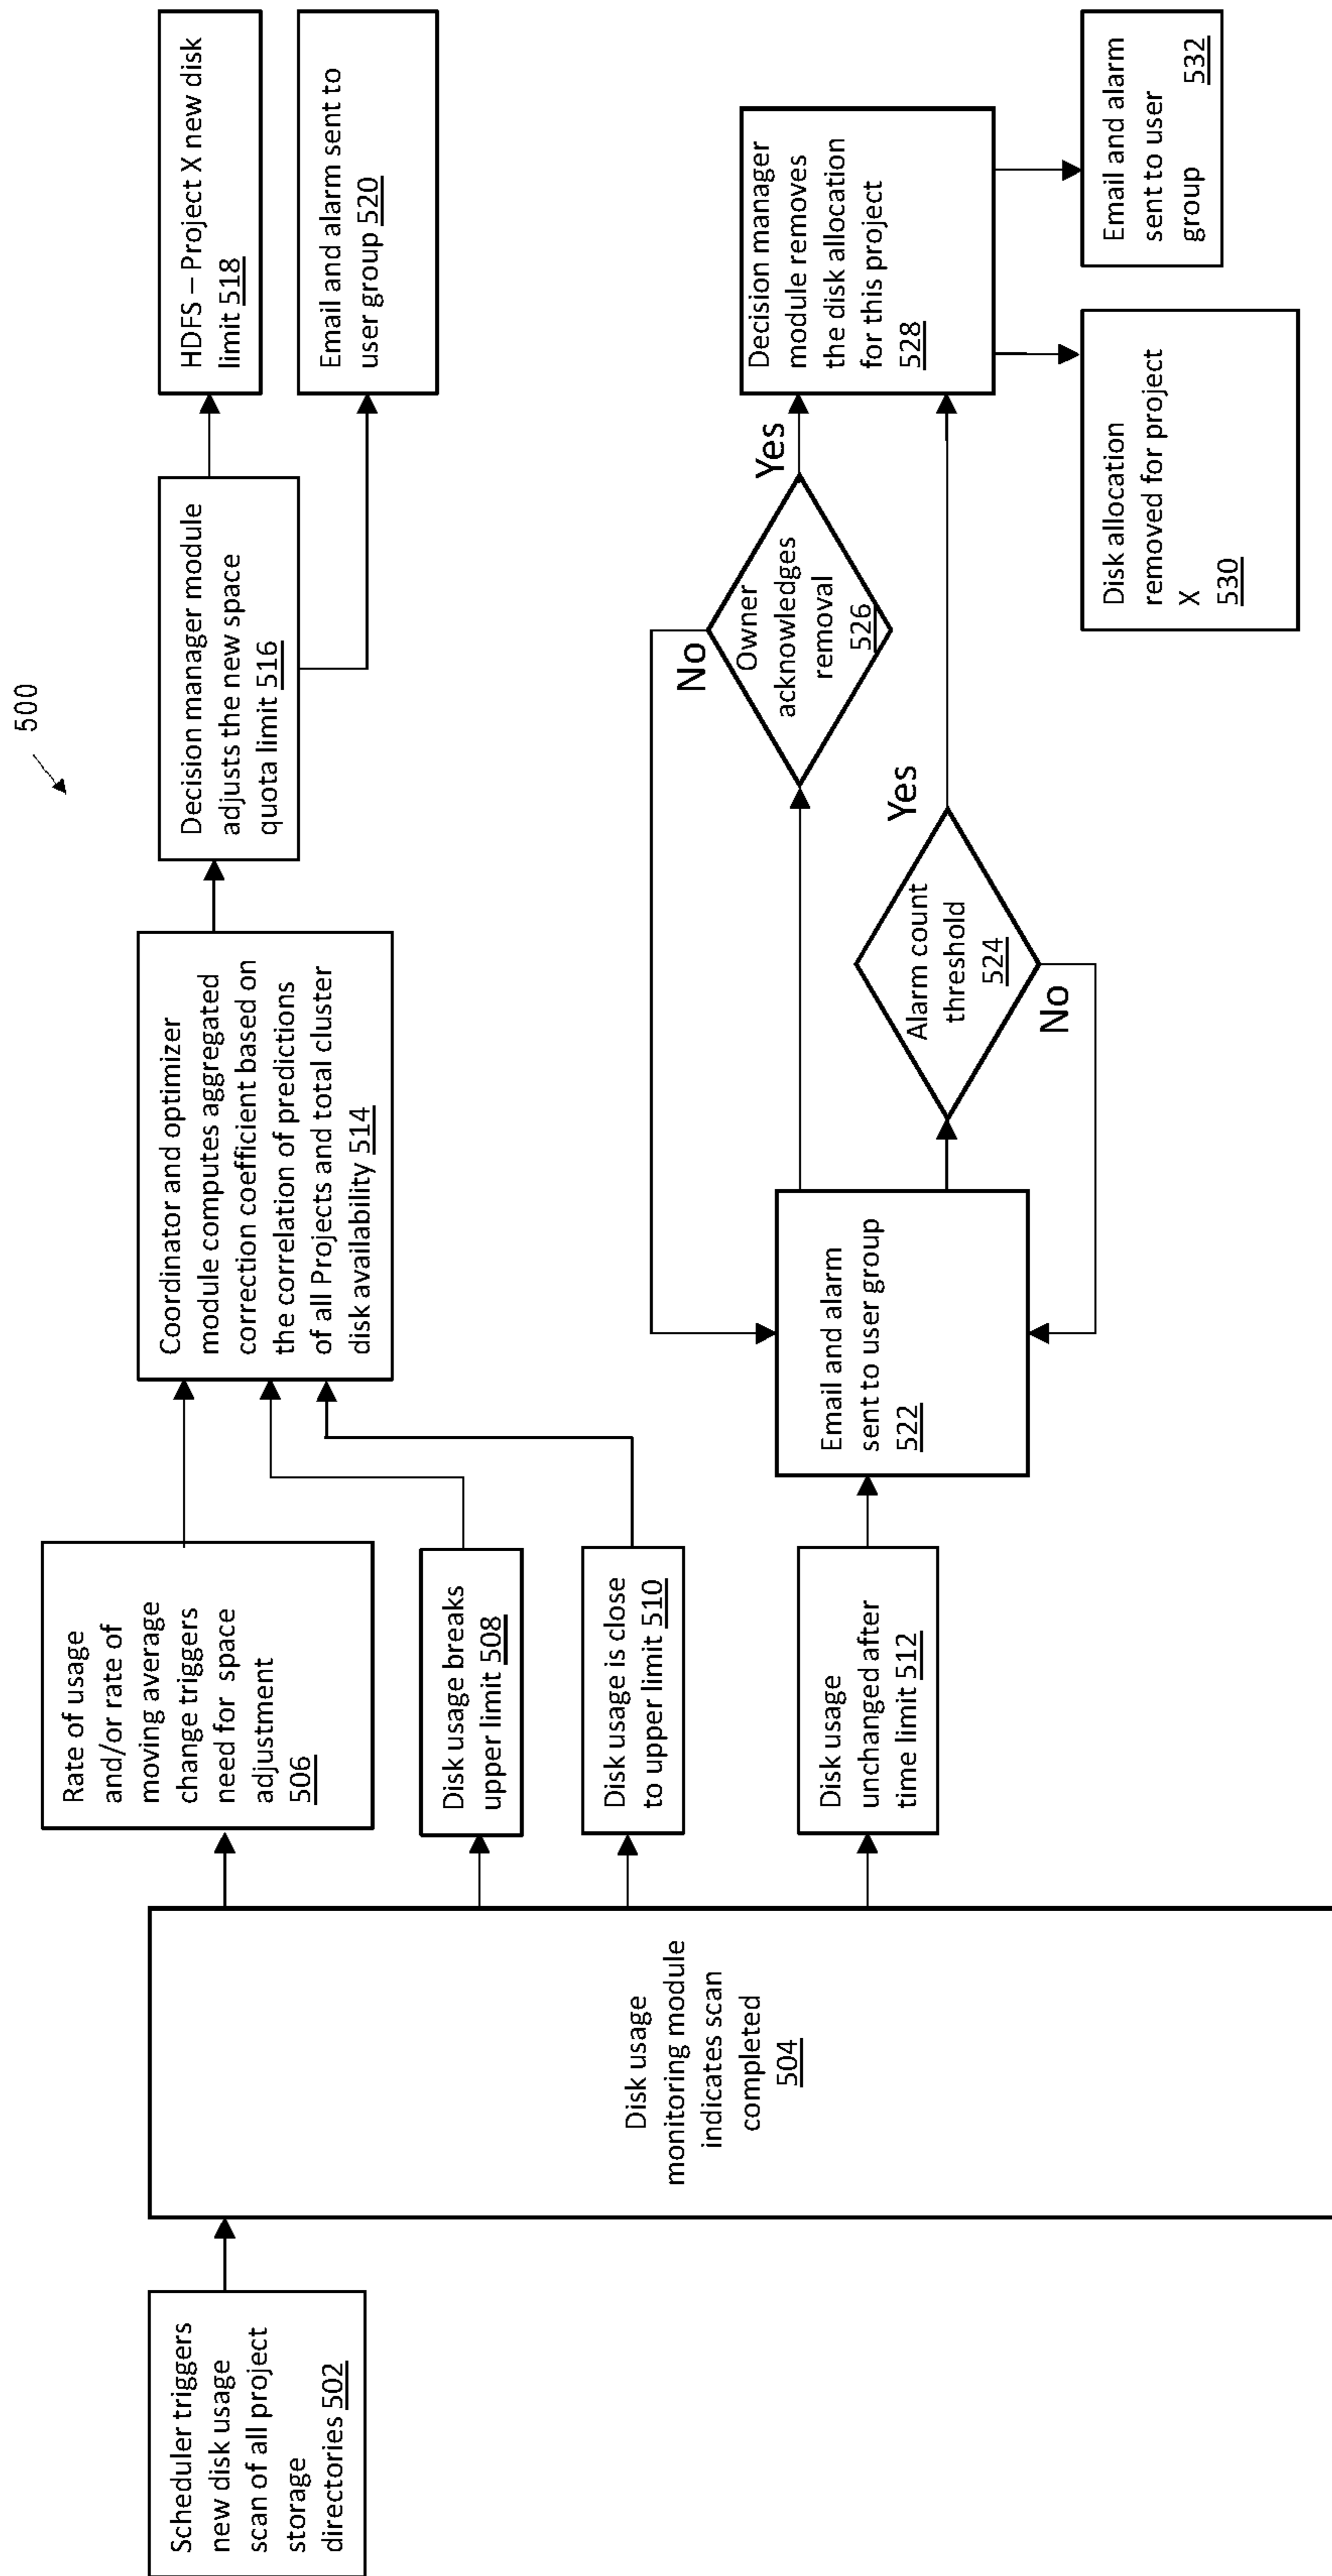 500
Scheduler triggers
new disk usage
scan of all project
storage
directories 502
Disk usage
monitoring module
indicates scan
completed
504
Rate of usage
and/or rate of
moving average
change triggers
need for space
adjustment
506
Disk usage breaks
upper limit 508
Disk usage is close
to upper limit 510
Disk usage
unchanged after
time limit 512
Coordinator and optimizer
module computes aggregated
correction coefficient based on
the correlation of predictions
of all Projects and total cluster
disk availability 514
Decision manager module
adjusts the new space
quota limit 516
HDFS – Project X new disk
limit 518
Email and alarm sent to
user group 520
Email and alarm
sent to user group
522
Alarm count
threshold
524
No
Yes
Owner
acknowledges
removal
526
No
Yes
Decision manager
module removes
the disk allocation
for this project
528
Disk allocation
removed for project
X
530
Email and alarm
sent to user
group 532